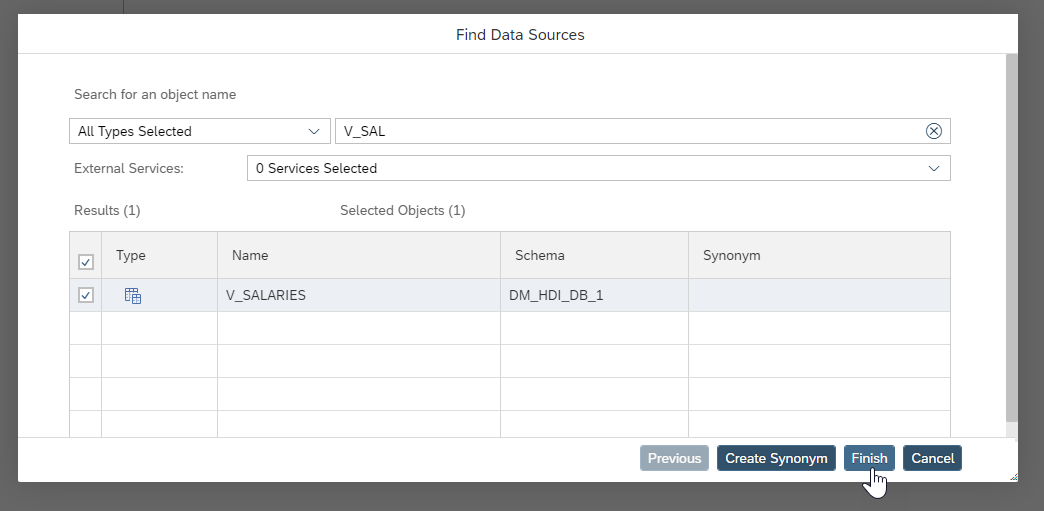 Find Data Sources
Search for an object name
All Types Selected V_SAL
External Services: 0 Services Selected
Results (1) Selected Objects (1)
Type Name Schema Synonym
V_SALARIES DM_HDI_DB_1
Previous Create Synonym Finish Cancel